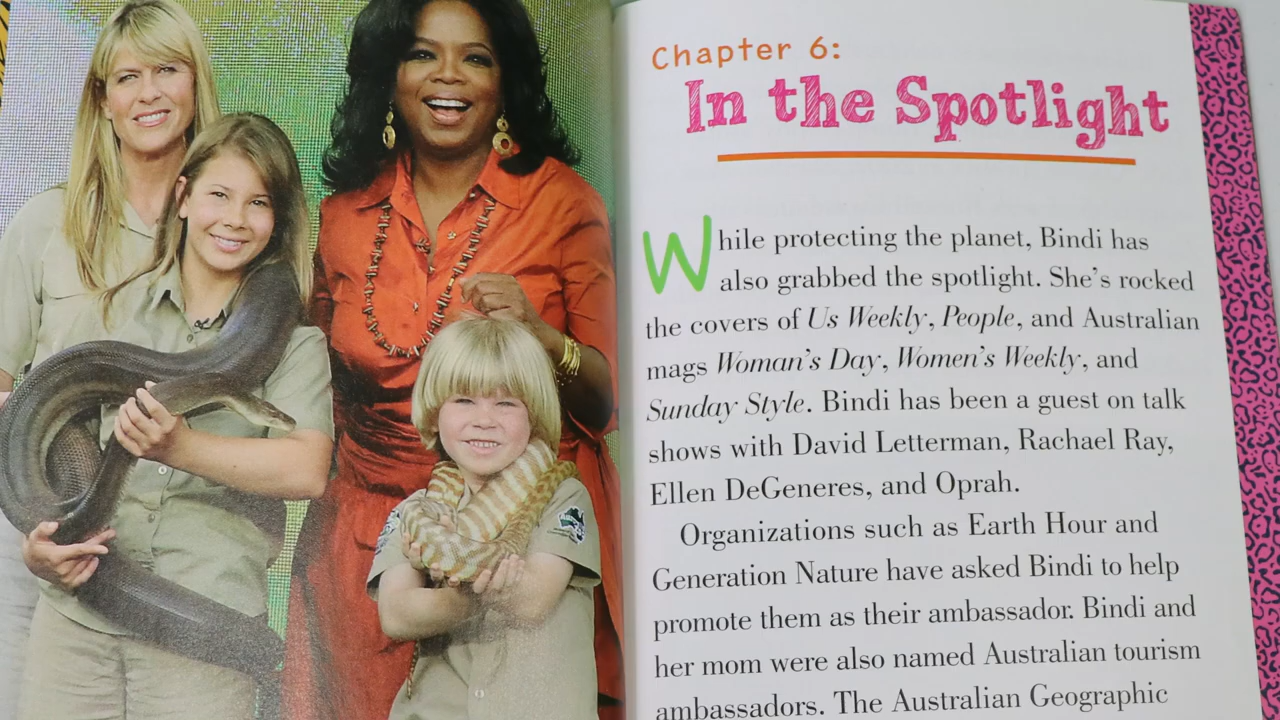 Chapter 6:
In the Spotlight
While protecting the planet, Bindi has
also grabbed the spotlight. She’s rocked
the covers of Us Weekly, People, and Australian
mags Woman’s Day, Women’s Weekly, and
Sunday Style. Bindi has been a guest on talk
shows with David Letterman, Rachael Ray,
Ellen DeGeneres, and Oprah.
Organizations such as Earth Hour and
Generation Nature have asked Bindi to help
promote them as their ambassador. Bindi and
her mom were also named Australian tourism
ambassadors. The Australian Geographic